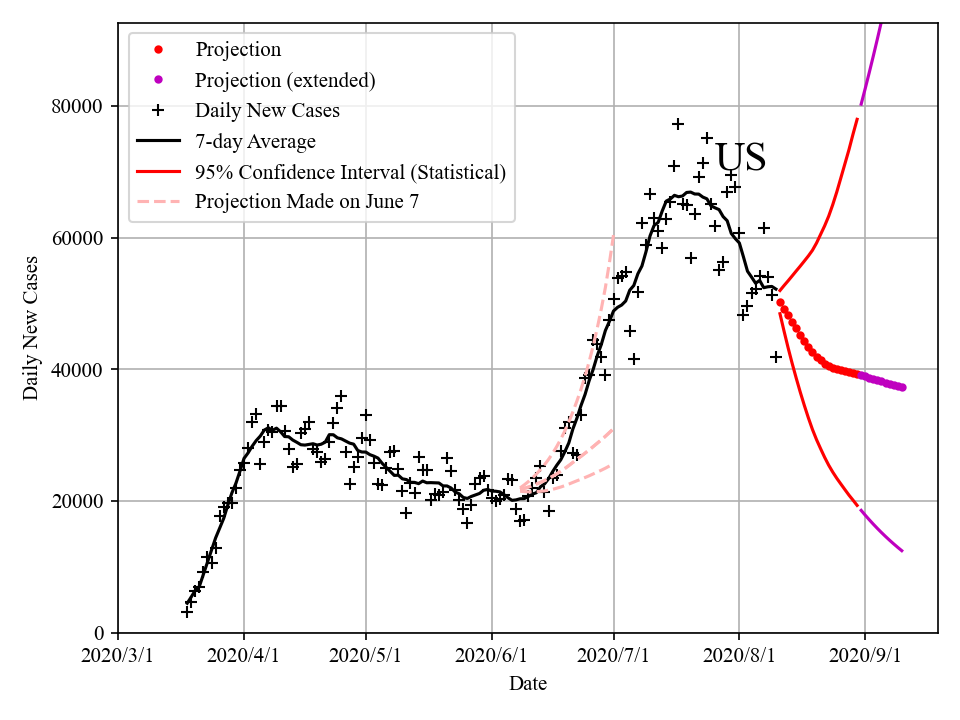 Projection
Projection (extended)
Daily New Cases
7-day Average
95% Confidence Interval (Statistical)
Projection Made on June 7
US
80000
60000
40000
20000
0
Daily New Cases
2020/3/1 2020/4/1 2020/5/1 2020/6/1 2020/7/1 2020/8/1 2020/9/1
Date